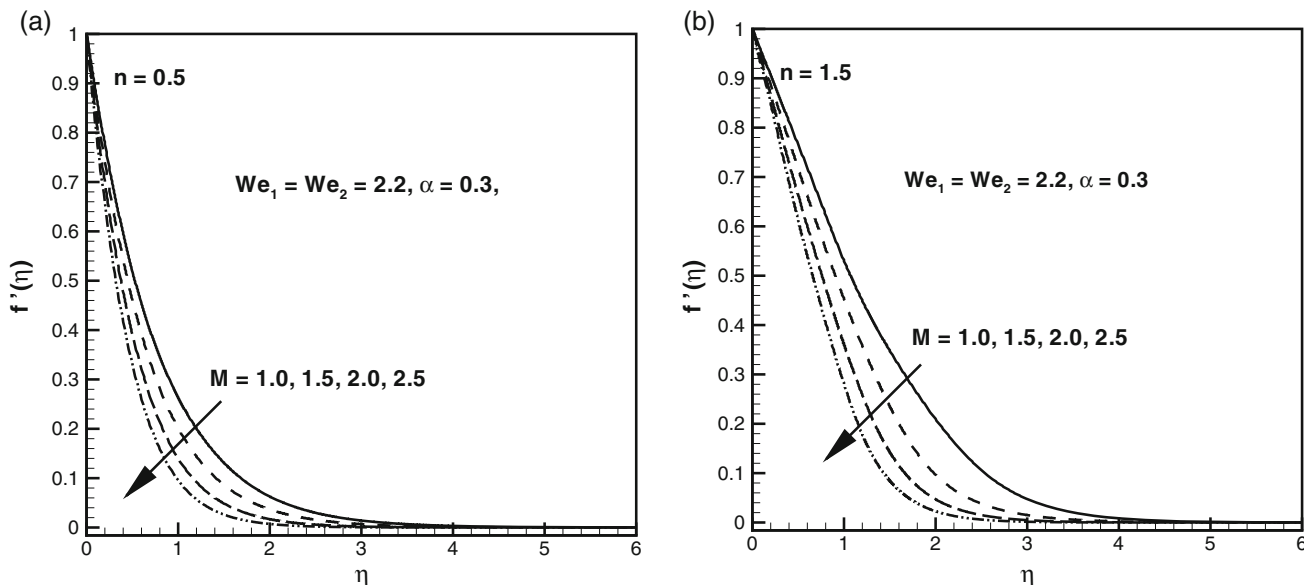 (a)
1
0.9
0.8
0.7
0.6
0.5
0.4
0.3
0.2
0.1
0
f '(η)
n = 0.5
We₁ = We₂ = 2.2, α = 0.3,
M = 1.0, 1.5, 2.0, 2.5
0 1 2 3 4 5 6
η
(b)
1
0.9
0.8
0.7
0.6
0.5
0.4
0.3
0.2
0.1
0
f '(η)
n = 1.5
We₁ = We₂ = 2.2, α = 0.3
M = 1.0, 1.5, 2.0, 2.5
0 1 2 3 4 5 6
η